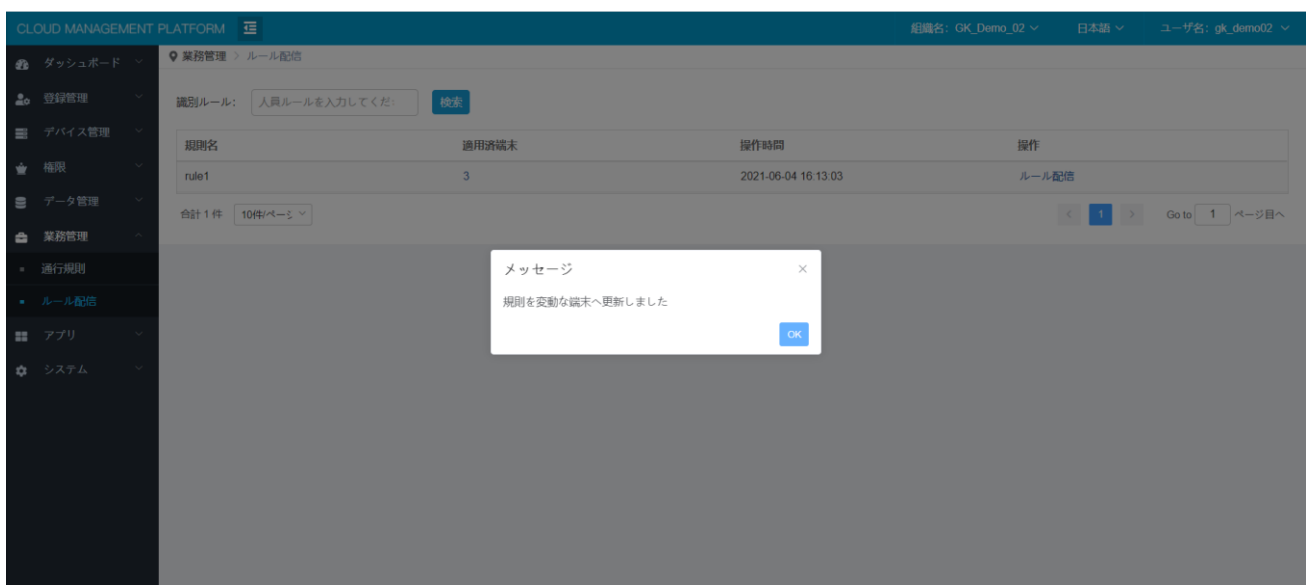 CLOUD MANAGEMENT PLATFORM 組織名: GK_Demo_02 日本語 ユーザ名: gk_demo02
ダッシュボード
業務管理 > ルール配信
登録管理
識別ルール: 人員ルールを入力してくだ 検索
デバイス管理
規則名 適用済端末 操作時間 操作
権限
rule1 3 2021-06-04 16:13:03 ルール配信
データ管理
合計 1 件 10件/ページ < 1 > Go to 1 ページ目へ
業務管理
通行規則
メッセージ ×
ルール配信
規則を変動な端末へ更新しました
アプリ
OK
システム